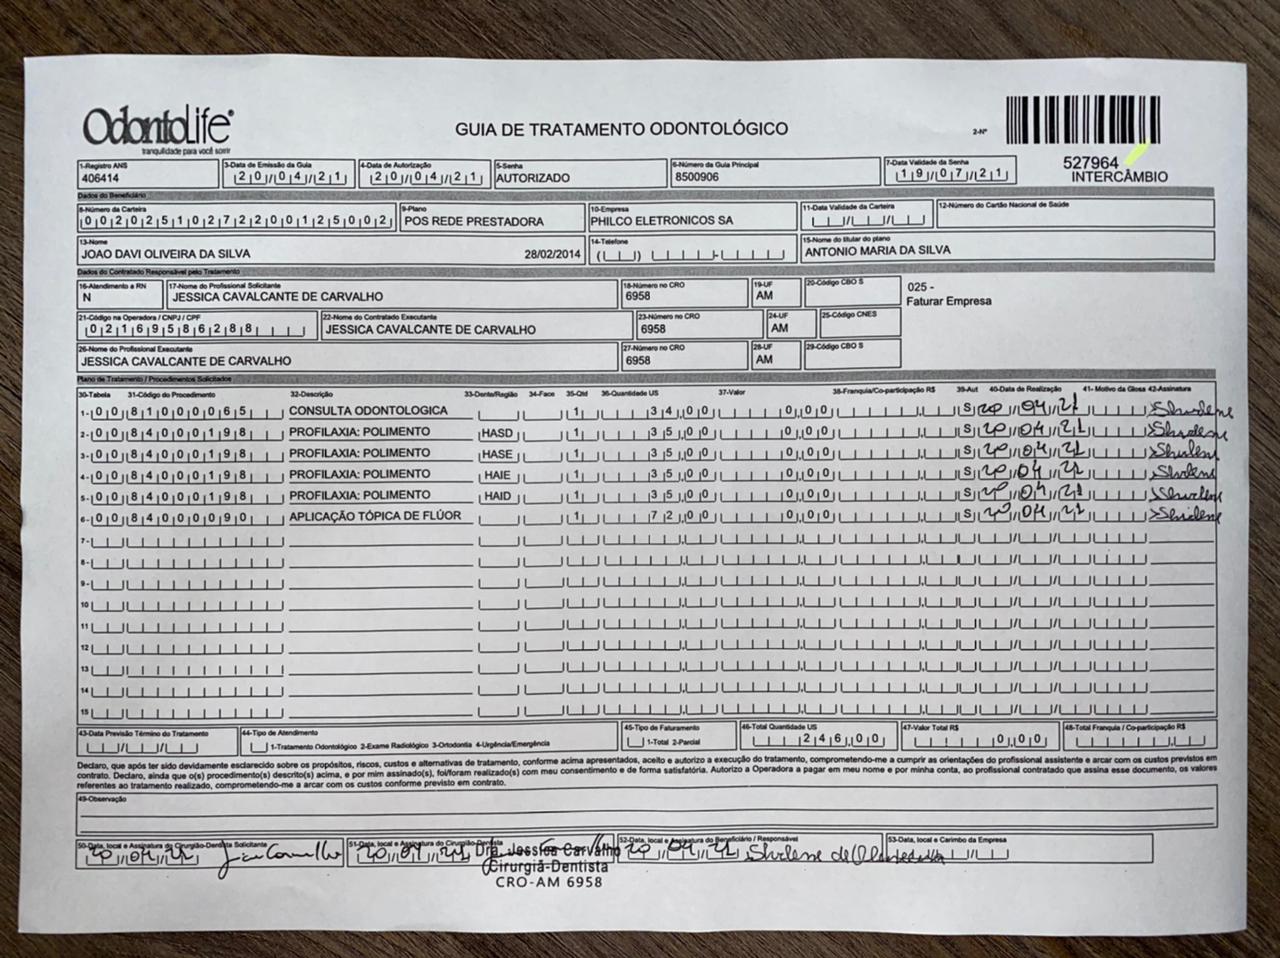 OdontoLife
tranquilidade para você sorrir
GUIA DE TRATAMENTO ODONTOLÓGICO
2-Nº
527964
INTERCÂMBIO
1-Registro ANS 3-Data de Emissão da Guia 4-Data de Autorização 5-Senha 6-Número da Guia Principal 7-Data Validade da Senha
406414 20/04/21 20/04/21 AUTORIZADO 8500906 19/07/21
Dados do Beneficiário
8-Número da Carteira 9-Plano 10-Empresa 11-Data Validade da Carteira 12-Número do Cartão Nacional de Saúde
00202510272200125002 POS REDE PRESTADORA PHILCO ELETRONICOS SA
13-Nome 14-Telefone 15-Nome do titular do plano
JOAO DAVI OLIVEIRA DA SILVA 28/02/2014 ANTONIO MARIA DA SILVA
Dados do Contratado Responsável pelo Tratamento
16-Atendimento a RN 17-Nome do Profissional Solicitante 18-Número no CRO 19-UF 20-Código CBO S
N JESSICA CAVALCANTE DE CARVALHO 6958 AM
025 -
Faturar Empresa
21-Código na Operadora / CNPJ / CPF 22-Nome do Contratado Executante 23-Número no CRO 24-UF 25-Código CNES
02169586288 JESSICA CAVALCANTE DE CARVALHO 6958 AM
26-Nome do Profissional Executante 27-Número no CRO 28-UF 29-Código CBO S
JESSICA CAVALCANTE DE CARVALHO 6958 AM
Plano de Tratamento / Procedimentos Solicitados
30-Tabela 31-Código do Procedimento 32-Descrição 33-Dente/Região 34-Face 35-Qtd 36-Quantidade US 37-Valor 38-Franquia/Co-participação R$ 39-Aut 40-Data de Realização 41- Motivo da Glosa 42-Assinatura
1- 00 81000065 CONSULTA ODONTOLOGICA 1 34,00 0,00 S 20/04/21 Shirlene
2- 00 84000198 PROFILAXIA: POLIMENTO HASD 1 35,00 0,00 S 20/04/21 Shirlene
3- 00 84000198 PROFILAXIA: POLIMENTO HASE 1 35,00 0,00 S 20/04/21 Shirlene
4- 00 84000198 PROFILAXIA: POLIMENTO HAIE 1 35,00 0,00 S 20/04/21 Shirlene
5- 00 84000198 PROFILAXIA: POLIMENTO HAID 1 35,00 0,00 S 20/04/21 Shirlene
6- 00 84000090 APLICAÇÃO TÓPICA DE FLÚOR 1 72,00 0,00 S 20/04/21 Shirlene
7-
8-
9-
10
11
12
13
14
15
43-Data Previsão Término do Tratamento 44-Tipo de Atendimento 45-Tipo de Faturamento 46-Total Quantidade US 47-Valor Total R$ 48-Total Franquia / Co-participação R$
1-Tratamento Odontológico 2-Exame Radiológico 3-Ortodontia 4-Urgência/Emergência 1-Total 2-Parcial 246,00 0,00
Declaro, que após ter sido devidamente esclarecido sobre os propósitos, riscos, custos e alternativas de tratamento, conforme acima apresentados, aceito e autorizo a execução do tratamento, comprometendo-me a cumprir as orientações do profissional assistente e arcar com os custos previstos em
contrato. Declaro, ainda que o(s) procedimento(s) descrito(s) acima, e por mim assinado(s), foi/foram realizado(s) com meu consentimento e de forma satisfatória. Autorizo a Operadora a pagar em meu nome e por minha conta, ao profissional contratado que assina esse documento, os valores
referentes ao tratamento realizado, comprometendo-me a arcar com os custos conforme previsto em contrato.
49-Observação
50-Data, local e Assinatura do Cirurgião-Dentista Solicitante 51-Data, local e Assinatura do Cirurgião-Dentista 52-Data, local e Assinatura do Beneficiário / Responsável 53-Data, local e Carimbo da Empresa
20/04/21 20/04/21 Dra. Jessica Carvalho 20/04/21 Shirlene de
Cirurgiã-Dentista
CRO-AM 6958